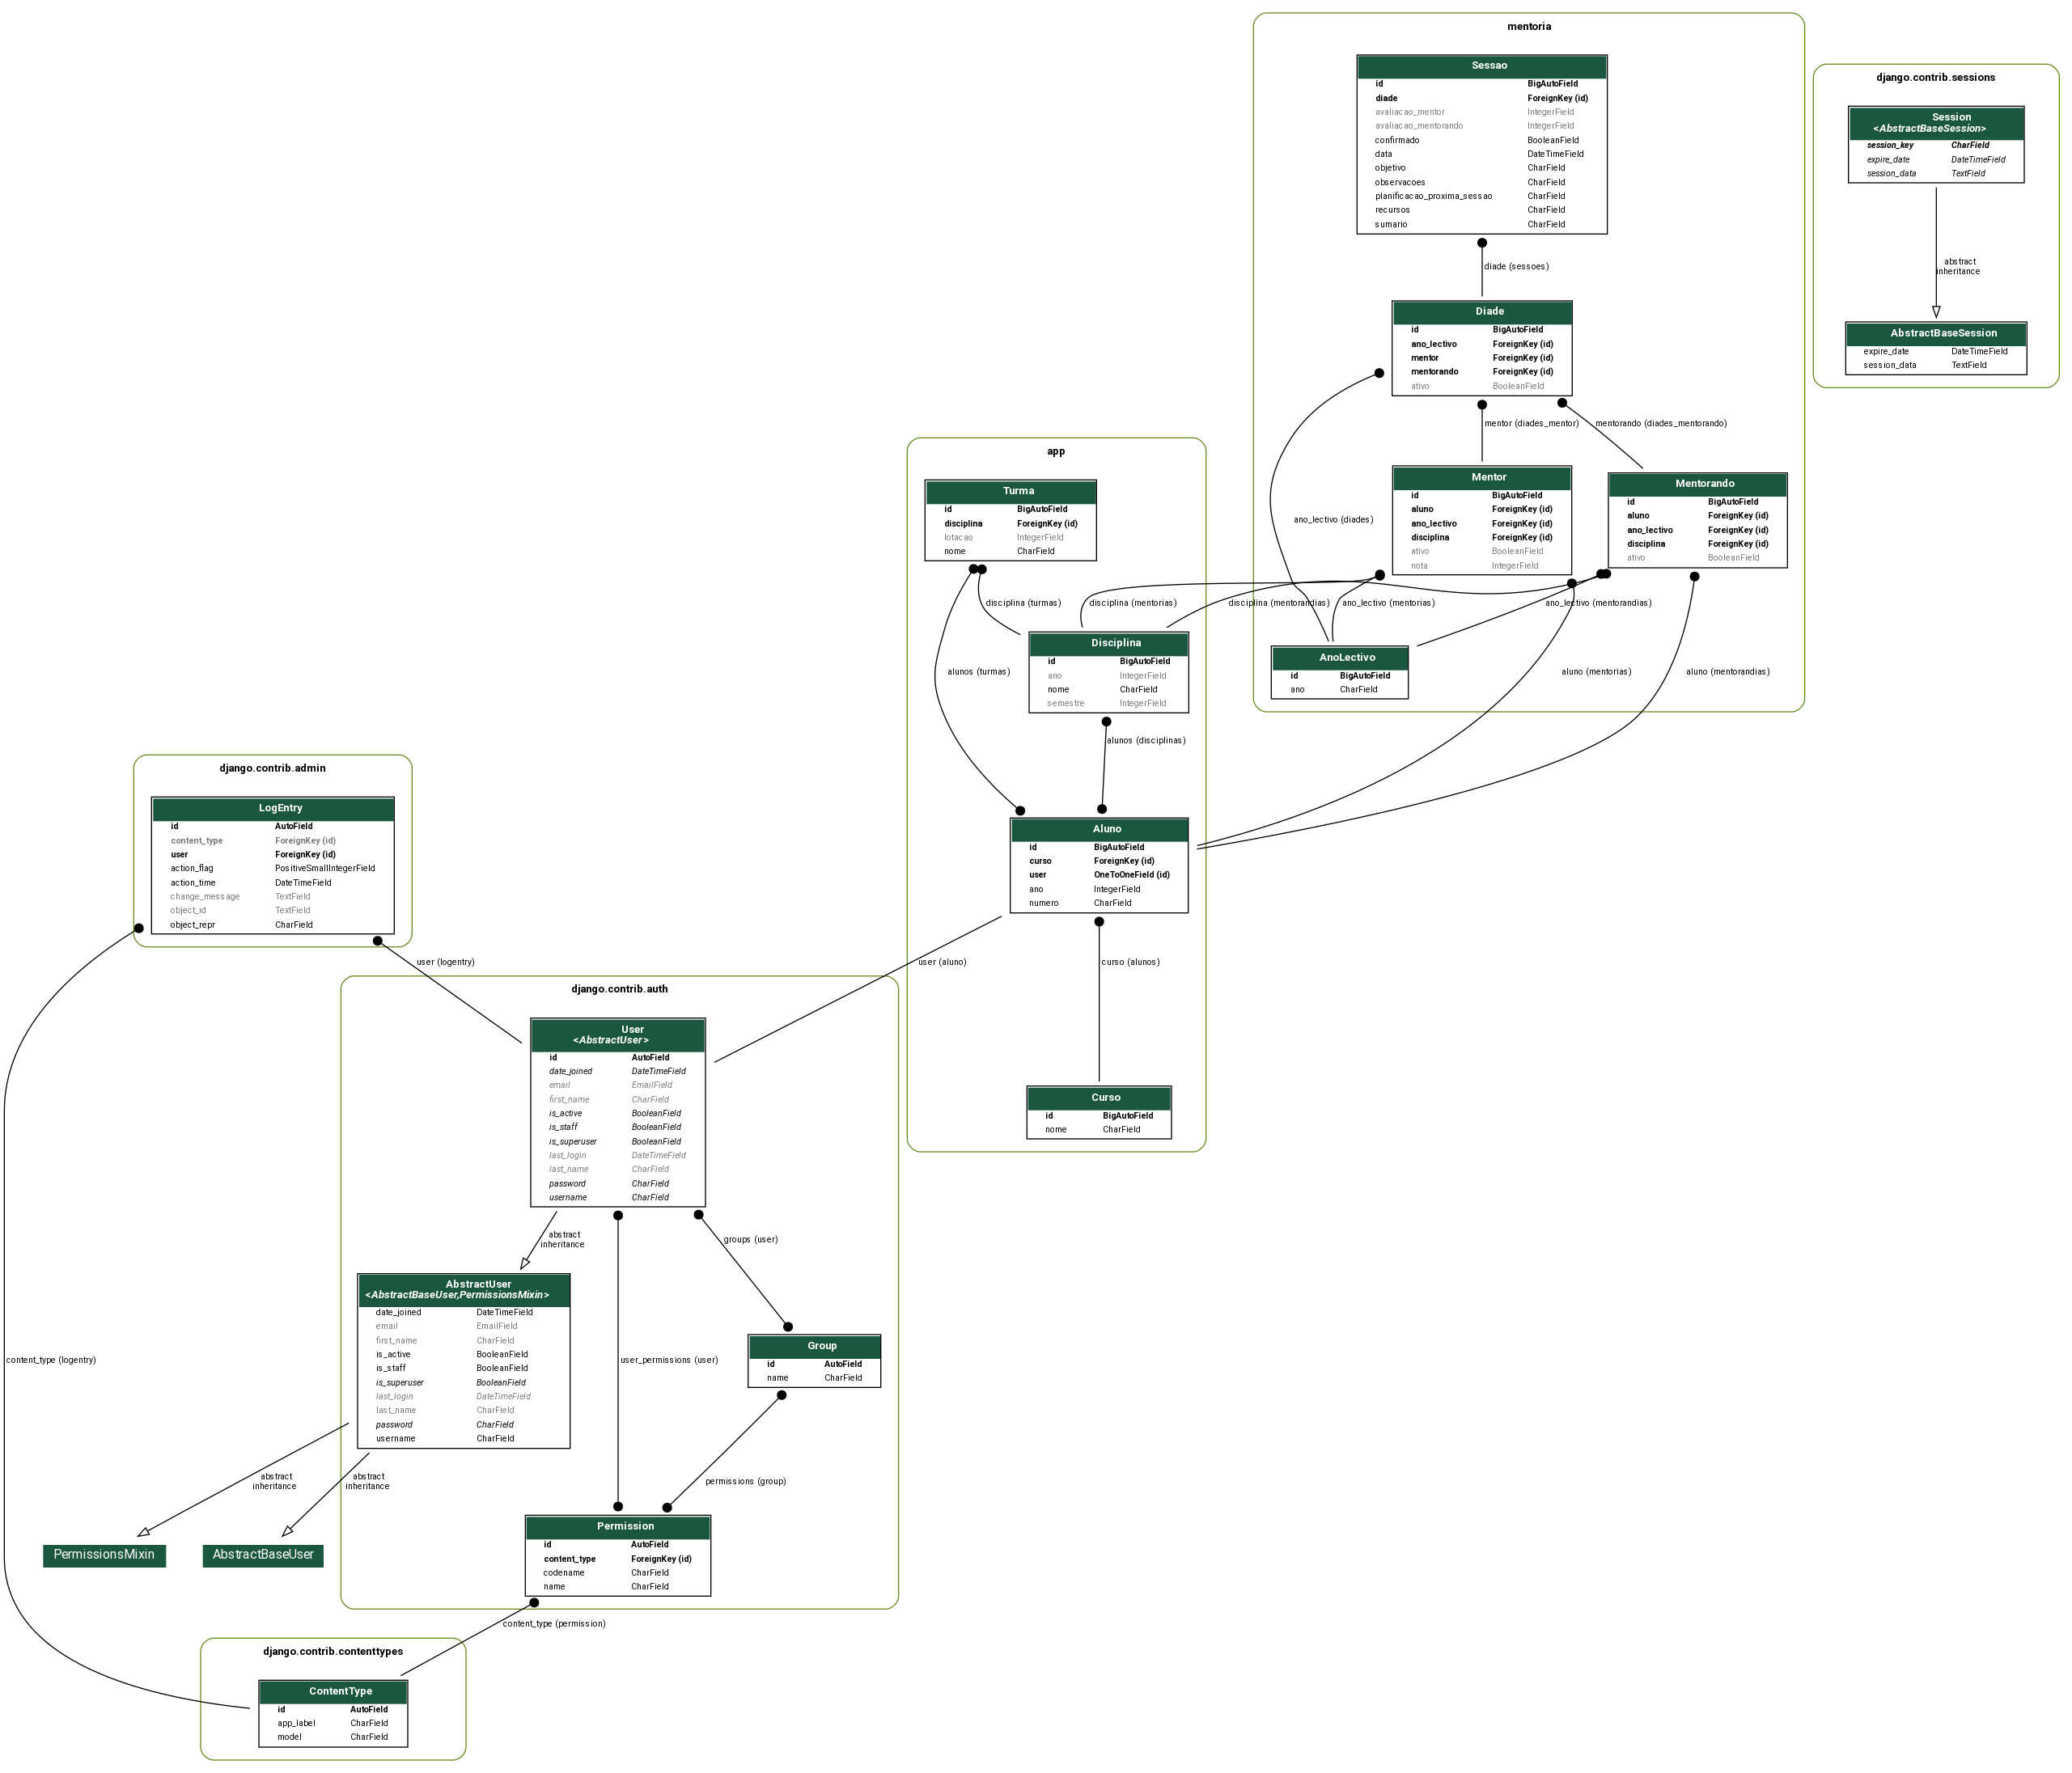 mentoria
Sessao
id BigAutoField
diade ForeignKey (id)
avaliacao_mentor IntegerField
avaliacao_mentorando IntegerField
confirmado BooleanField
data DateTimeField
objetivo CharField
observacoes CharField
planificacao_proxima_sessao CharField
recursos CharField
sumario CharField
diade (sessoes)
Diade
id BigAutoField
ano_lectivo ForeignKey (id)
mentor ForeignKey (id)
mentorando ForeignKey (id)
ativo BooleanField
mentor (diades_mentor)
mentorando (diades_mentorando)
ano_lectivo (diades)
Mentor
id BigAutoField
aluno ForeignKey (id)
ano_lectivo ForeignKey (id)
disciplina ForeignKey (id)
ativo BooleanField
nota IntegerField
Mentorando
id BigAutoField
aluno ForeignKey (id)
ano_lectivo ForeignKey (id)
disciplina ForeignKey (id)
ativo BooleanField
disciplina (mentorias)
disciplina (mentorandias)
ano_lectivo (mentorias)
ano_lectivo (mentorandias)
AnoLectivo
id BigAutoField
ano CharField
aluno (mentorias)
aluno (mentorandias)
django.contrib.sessions
Session
<AbstractBaseSession>
session_key CharField
expire_date DateTimeField
session_data TextField
abstract
inheritance
AbstractBaseSession
expire_date DateTimeField
session_data TextField
app
Turma
id BigAutoField
disciplina ForeignKey (id)
lotacao IntegerField
nome CharField
disciplina (turmas)
alunos (turmas)
Disciplina
id BigAutoField
ano IntegerField
nome CharField
semestre IntegerField
alunos (disciplinas)
Aluno
id BigAutoField
curso ForeignKey (id)
user OneToOneField (id)
ano IntegerField
numero CharField
user (aluno)
curso (alunos)
Curso
id BigAutoField
nome CharField
django.contrib.admin
LogEntry
id AutoField
content_type ForeignKey (id)
user ForeignKey (id)
action_flag PositiveSmallIntegerField
action_time DateTimeField
change_message TextField
object_id TextField
object_repr CharField
user (logentry)
content_type (logentry)
django.contrib.auth
User
<AbstractUser>
id AutoField
date_joined DateTimeField
email EmailField
first_name CharField
is_active BooleanField
is_staff BooleanField
is_superuser BooleanField
last_login DateTimeField
last_name CharField
password CharField
username CharField
abstract
inheritance
groups (user)
user_permissions (user)
AbstractUser
<AbstractBaseUser,PermissionsMixin>
date_joined DateTimeField
email EmailField
first_name CharField
is_active BooleanField
is_staff BooleanField
is_superuser BooleanField
last_login DateTimeField
last_name CharField
password CharField
username CharField
Group
id AutoField
name CharField
permissions (group)
abstract
inheritance
abstract
inheritance
PermissionsMixin
AbstractBaseUser
Permission
id AutoField
content_type ForeignKey (id)
codename CharField
name CharField
content_type (permission)
django.contrib.contenttypes
ContentType
id AutoField
app_label CharField
model CharField